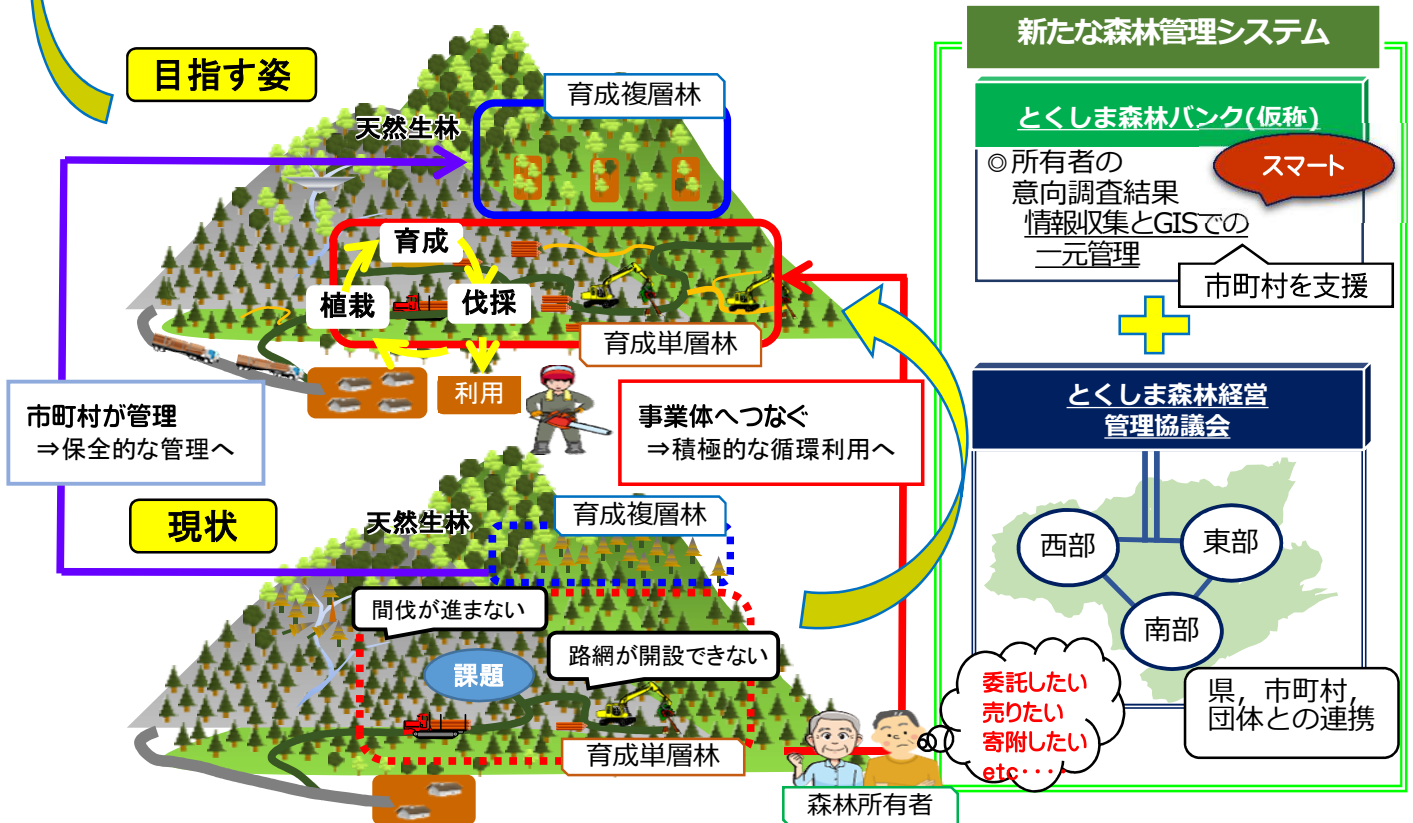 目指す姿
天然生林
育成複層林
育成
植栽
伐採
育成単層林
利用
市町村が管理
⇒保全的な管理へ
事業体へつなぐ
⇒積極的な循環利用へ
現状
天然生林
育成複層林
間伐が進まない
路網が開設できない
課題
育成単層林
森林所有者
委託したい
売りたい
寄附したい
etc････
新たな森林管理システム
とくしま森林バンク(仮称)
スマート
◎所有者の
意向調査結果
情報収集とGISでの
一元管理
市町村を支援
とくしま森林経営
管理協議会
西部
東部
南部
県，市町村，
団体との連携